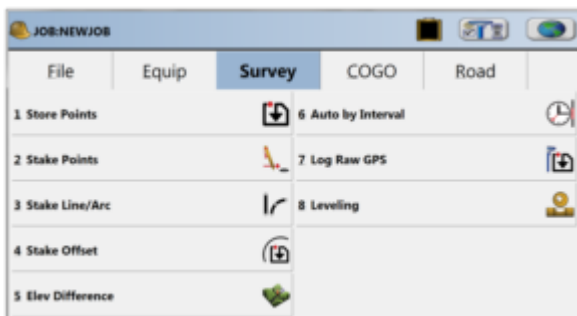 JOB:NEWJOB
File Equip Survey COGO Road
1 Store Points
2 Stake Points
3 Stake Line/Arc
4 Stake Offset
5 Elev Difference
6 Auto by Interval
7 Log Raw GPS
8 Leveling